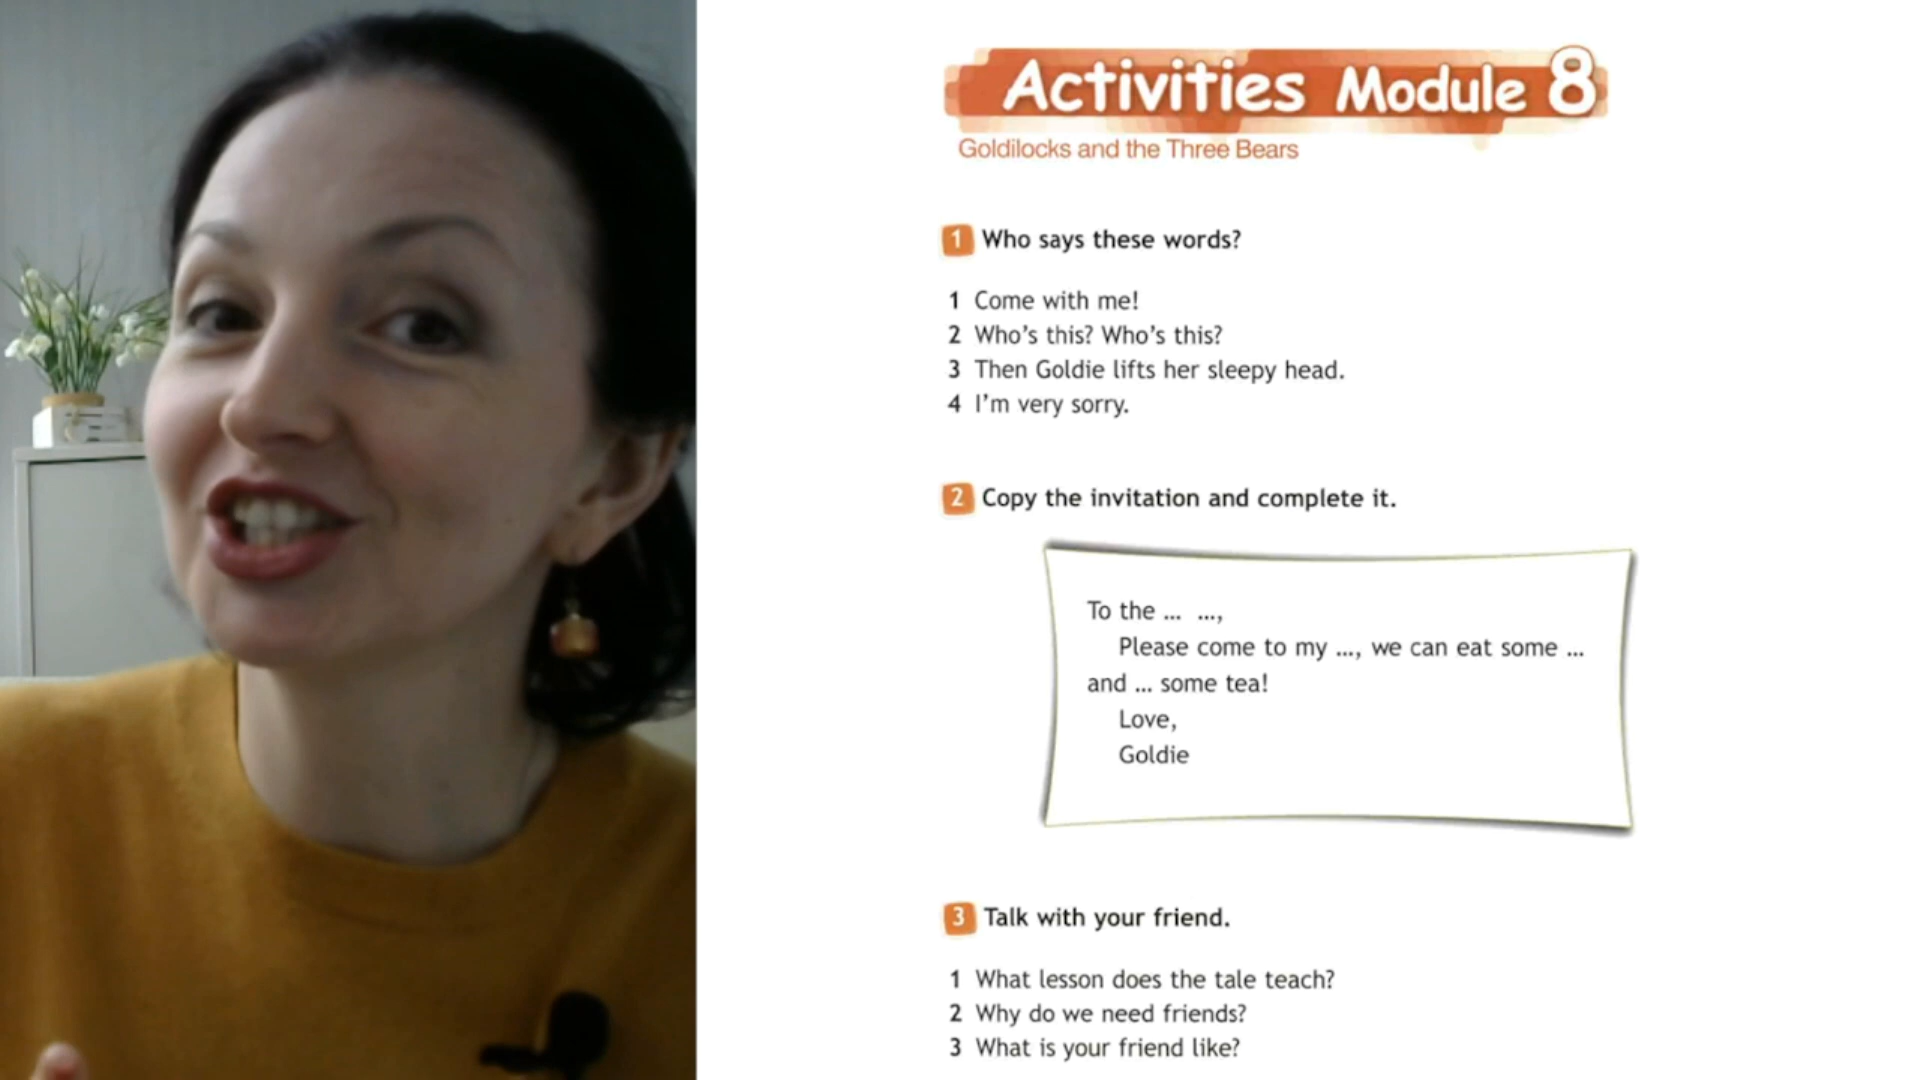 Activities Module 8
Goldilocks and the Three Bears
1 Who says these words?
1 Come with me!
2 Who's this? Who's this?
3 Then Goldie lifts her sleepy head.
4 I'm very sorry.
2 Copy the invitation and complete it.
To the ... ...,
Please come to my ..., we can eat some ...
and ... some tea!
Love,
Goldie
3 Talk with your friend.
1 What lesson does the tale teach?
2 Why do we need friends?
3 What is your friend like?